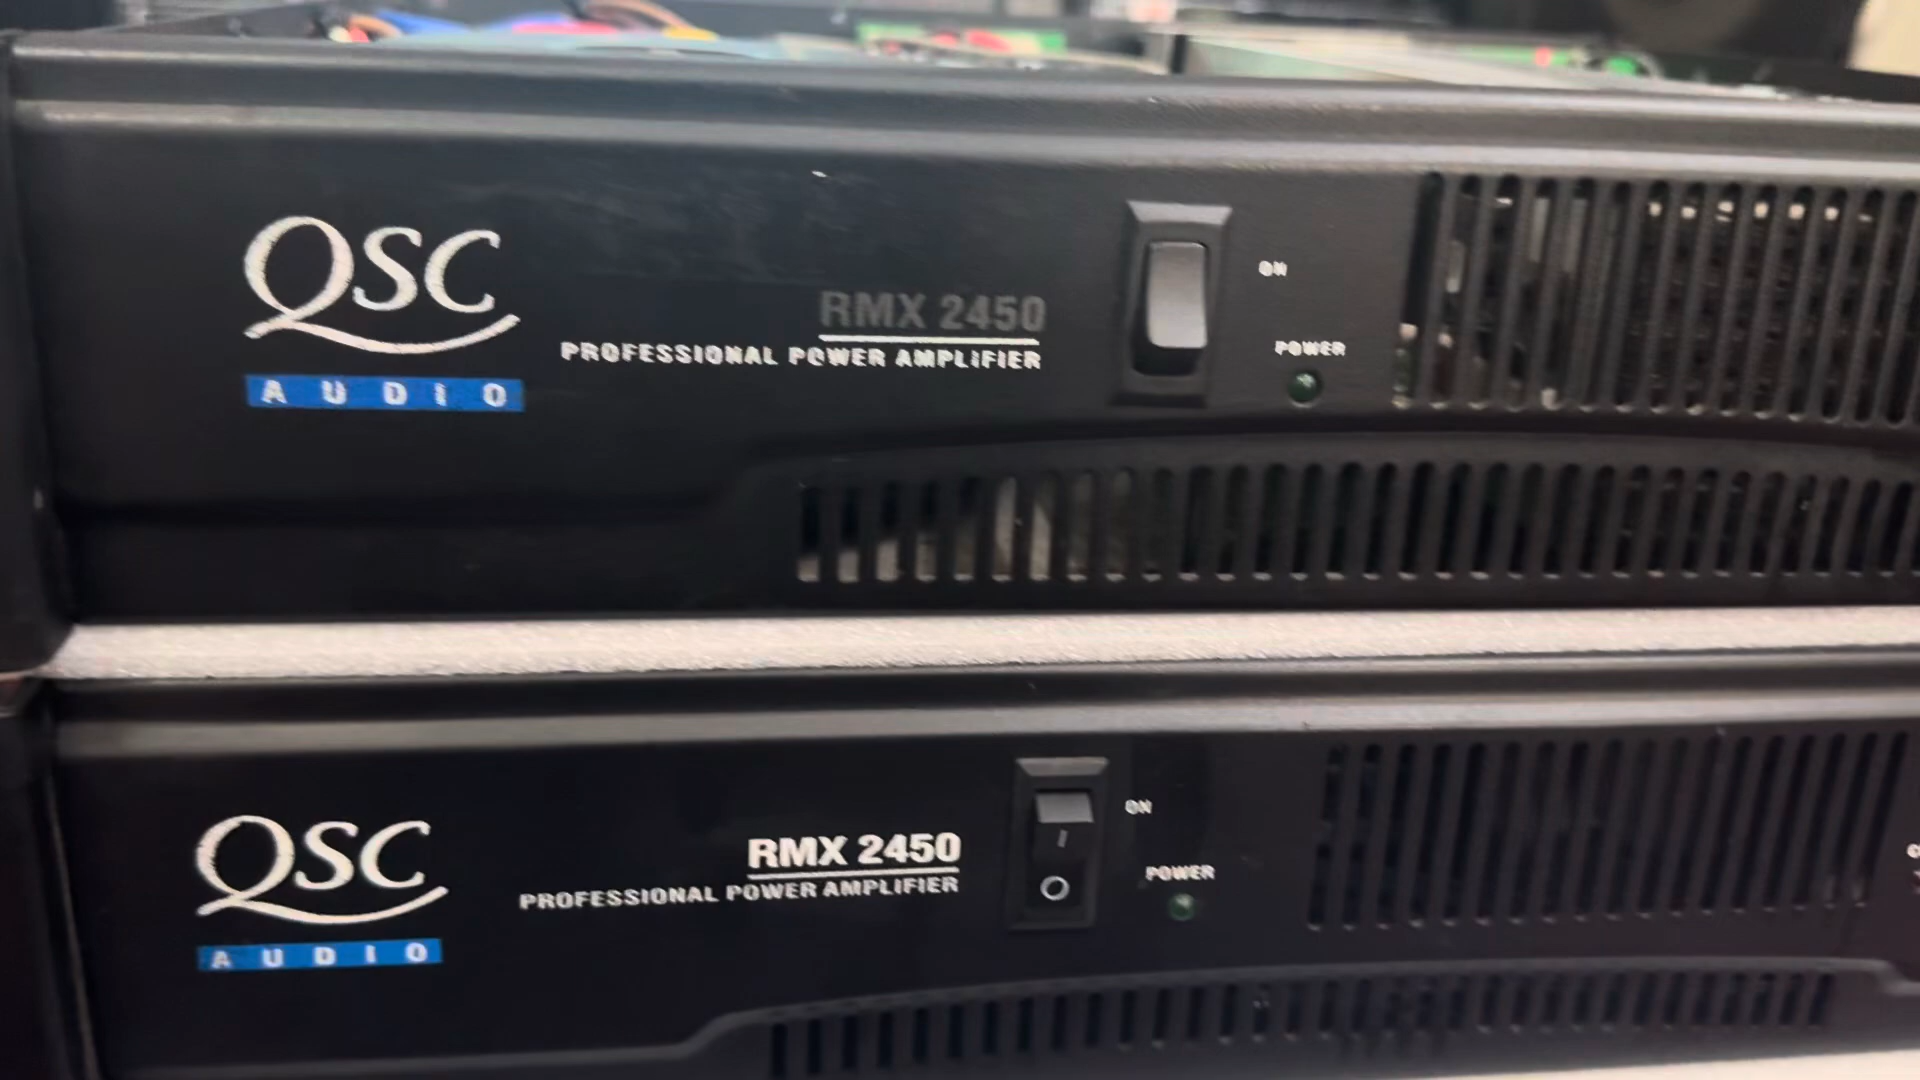 QSC
AUDIO
RMX 2450
PROFESSIONAL POWER AMPLIFIER
ON
POWER
QSC
AUDIO
RMX 2450
PROFESSIONAL POWER AMPLIFIER
ON
I
O
POWER